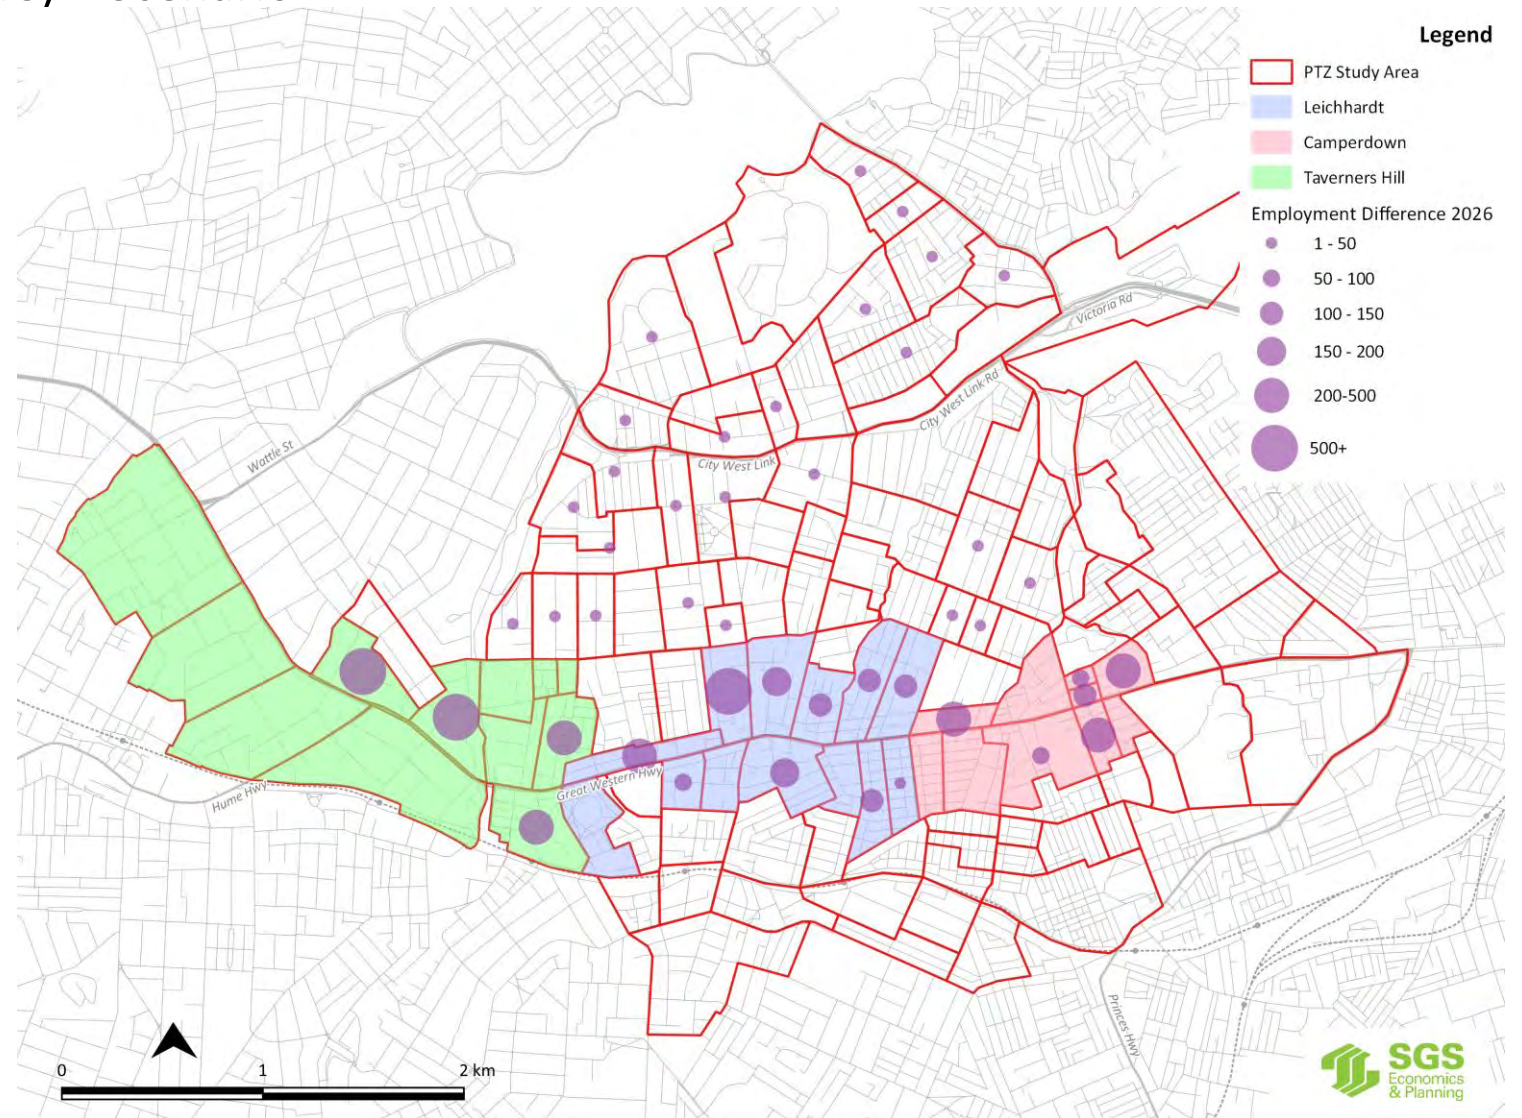 Legend
PTZ Study Area
Leichhardt
Camperdown
Taverners Hill
Employment Difference 2026
1 - 50
50 - 100
100 - 150
150 - 200
200-500
500+
Victoria Rd
City West Link Rd
Wattle St
City West Link
Great Western Hwy
Hume Hwy
Princes Hwy
0 1 2 km
SGS
Economics
& Planning